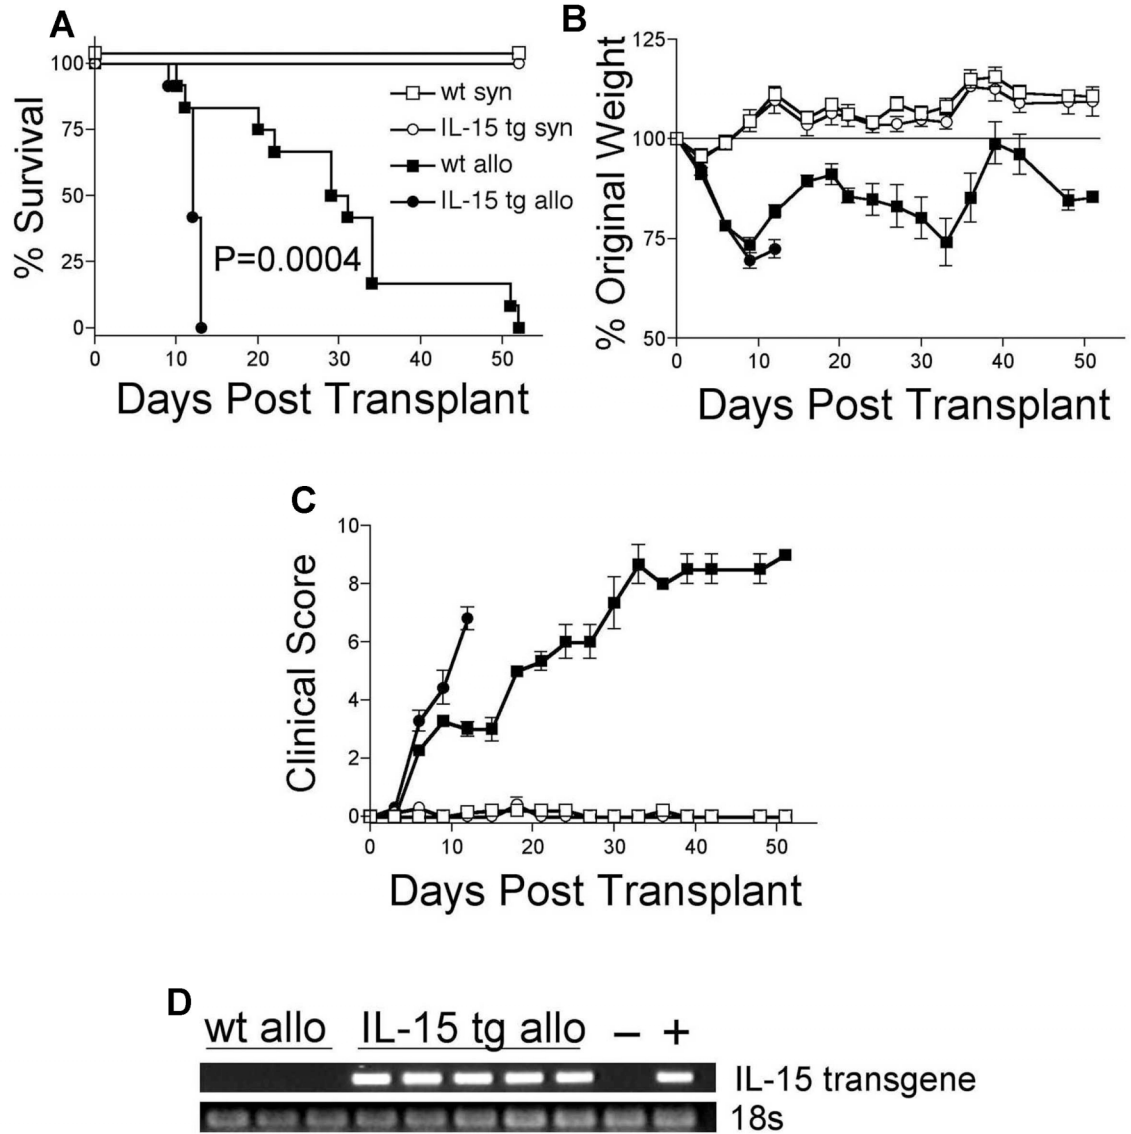 A
% Survival
100
75
50
25
0
wt syn
IL-15 tg syn
wt allo
IL-15 tg allo
P=0.0004
0 10 20 30 40 50
Days Post Transplant
B
% Original Weight
125
100
75
50
0 10 20 30 40 50
Days Post Transplant
C
Clinical Score
10
8
6
4
2
0
0 10 20 30 40 50
Days Post Transplant
D
wt allo IL-15 tg allo – +
IL-15 transgene
18s